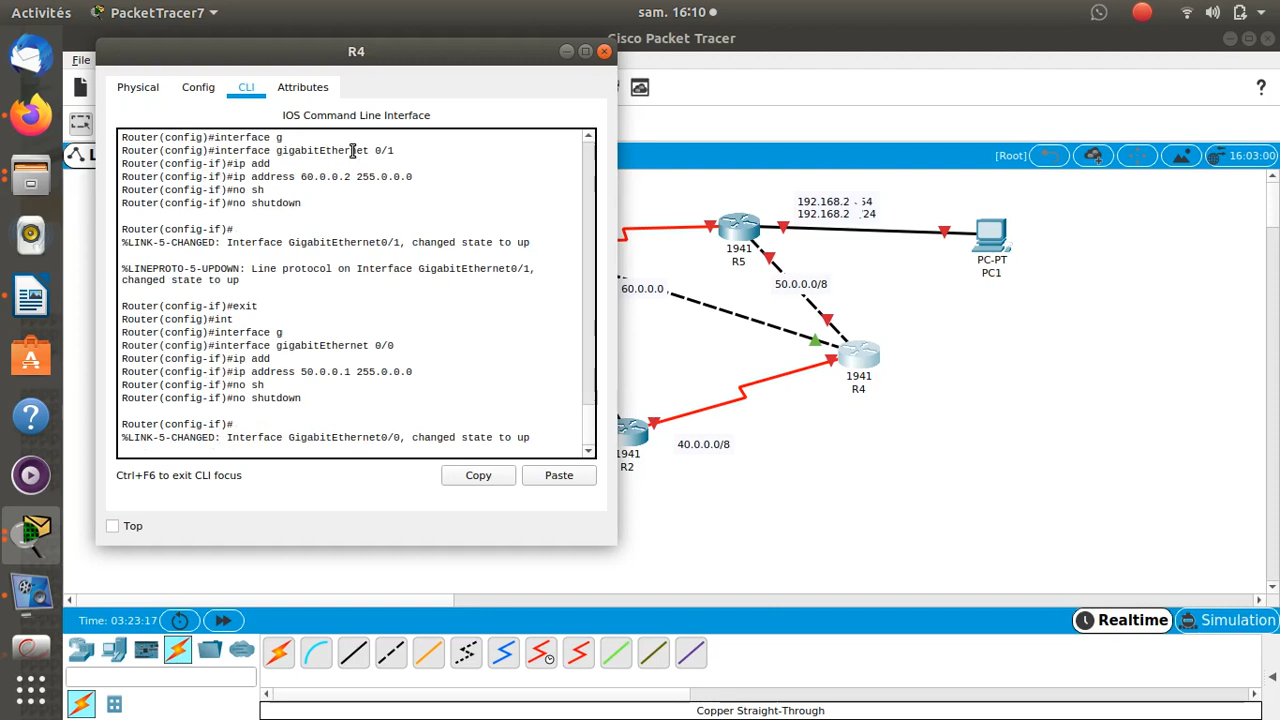 Activités
PacketTracer7
sam. 16:10
Cisco Packet Tracer
R4
File
Physical
Config
CLI
Attributes
IOS Command Line Interface
Router(config)#interface g
Router(config)#interface gigabitEthernet 0/1
Router(config-if)#ip add
Router(config-if)#ip address 60.0.0.2 255.0.0.0
Router(config-if)#no sh
Router(config-if)#no shutdown
Router(config-if)#
%LINK-5-CHANGED: Interface GigabitEthernet0/1, changed state to up
%LINEPROTO-5-UPDOWN: Line protocol on Interface GigabitEthernet0/1,
changed state to up
Router(config-if)#exit
Router(config)#int
Router(config)#interface g
Router(config)#interface gigabitEthernet 0/0
Router(config-if)#ip add
Router(config-if)#ip address 50.0.0.1 255.0.0.0
Router(config-if)#no sh
Router(config-if)#no shutdown
Router(config-if)#
%LINK-5-CHANGED: Interface GigabitEthernet0/0, changed state to up
Ctrl+F6 to exit CLI focus
Copy
Paste
Top
?
L
[Root]
16:03:00
192.168.2
192.168.2 /24
1941
R5
PC-PT
PC1
50.0.0.0/8
60.0.0.0
1941
R4
1941
R2
40.0.0.0/8
Time: 03:23:17
Realtime
Simulation
Copper Straight-Through